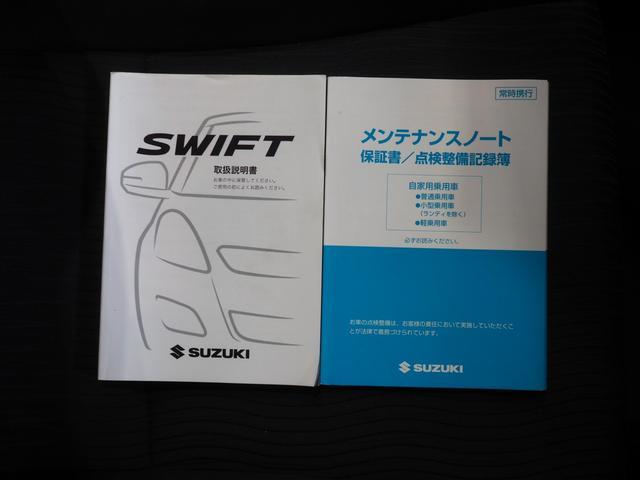 SWIFT
取扱説明書
お車の中に保管してください。
ご使用の前によくお読みください。
SUZUKI
常時携行
メンテナンスノート
保証書／点検整備記録簿
自家用乗用車
●普通乗用車
●小型乗用車
(ランディを除く)
●軽乗用車
必ずお読みください。
お車の点検整備は、お客様の責任において実施していただくこ
とが法律で義務づけられています。
SUZUKI